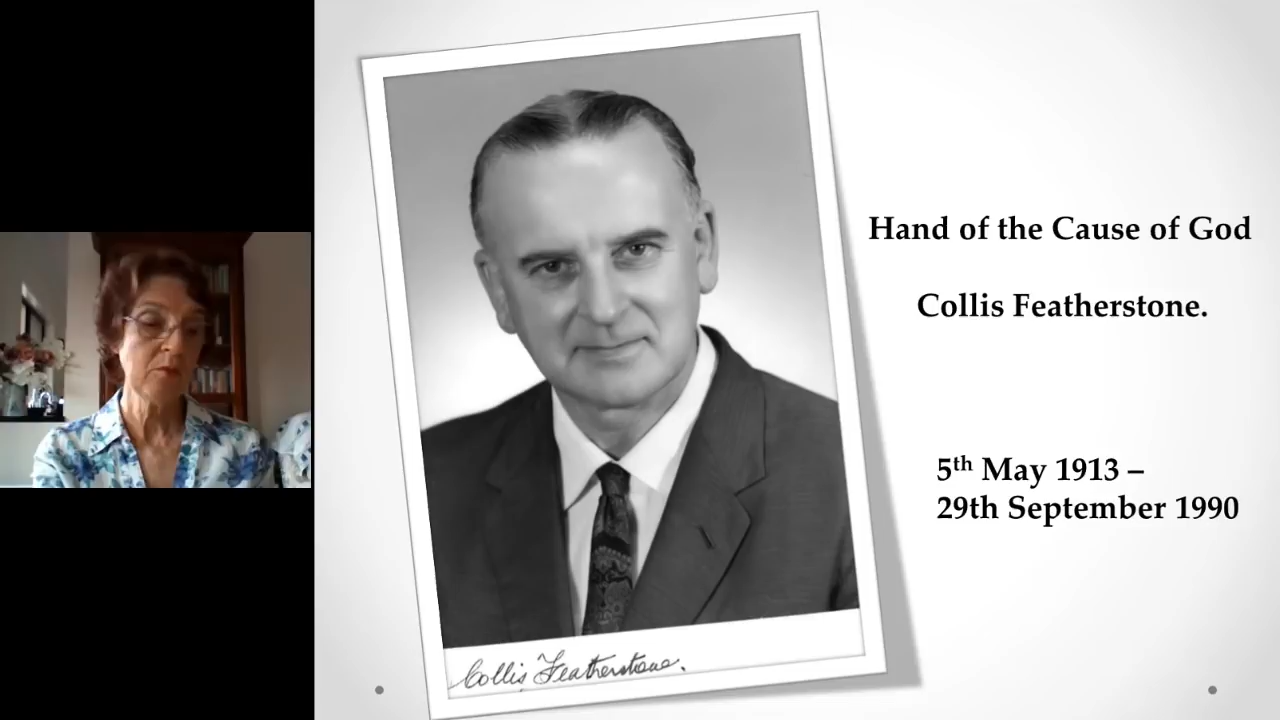 Hand of the Cause of God
Collis Featherstone.
5th May 1913 –
29th September 1990
Collis Featherstone.